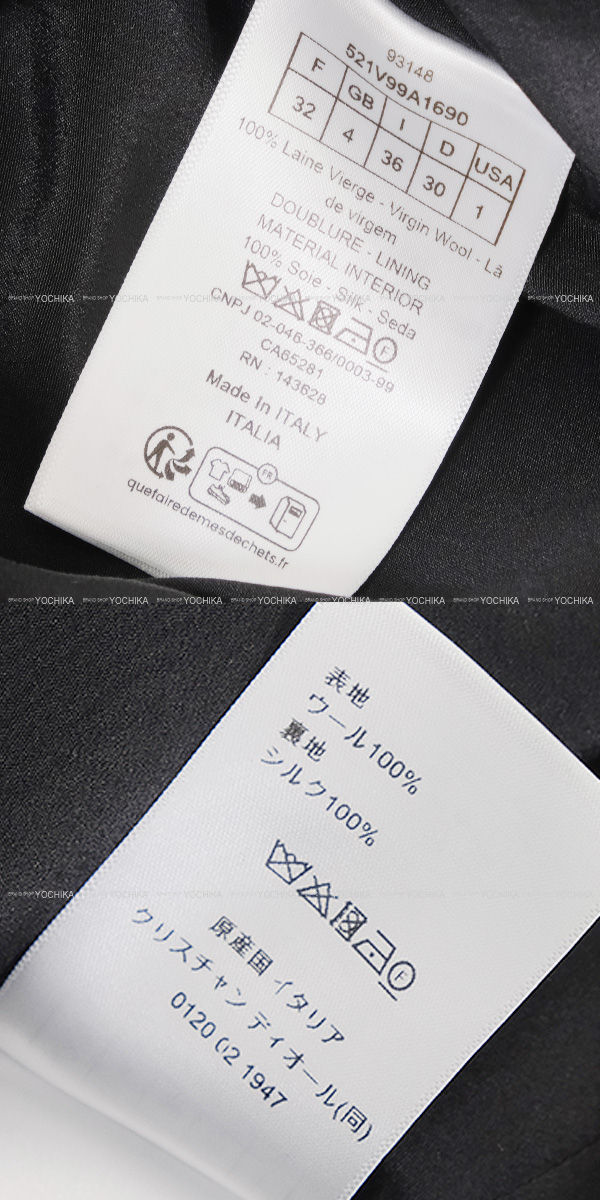 93148
521V99A1690
F GB I D USA
32 4 36 30 1
100% Laine Vierge - Virgin Wool - Lã
de virgem
DOUBLURE - LINING
MATERIAL INTERIOR
100% Soie - Silk - Seda
F
CNPJ 02-046-366/0003-99
CA65281
RN : 143628
Made In ITALY
ITALIA
FR
quefairedemesdechets.fr
BRAND SHOP YOCHIKA
表地
ウール100%
裏地
シルク100%
F
原産国 イタリア
クリスチャン ディオール(同)
0120 02 1947